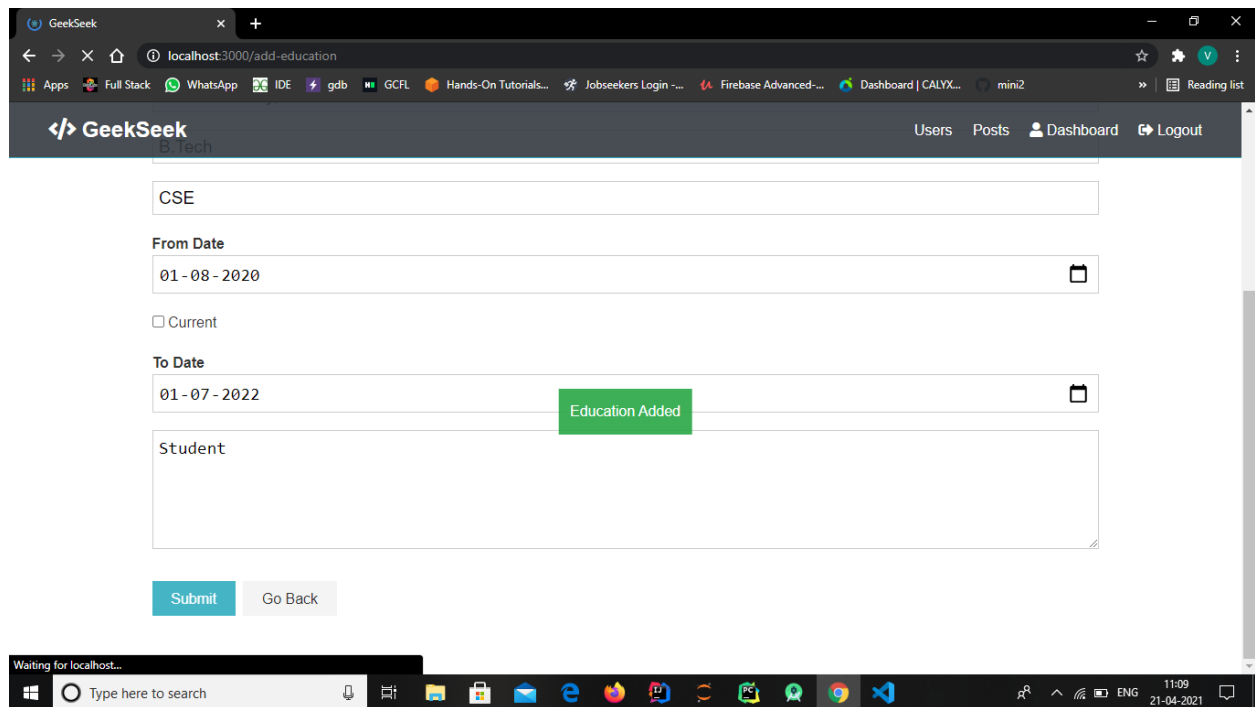 GeekSeek
localhost:3000/add-education
V
Apps Full Stack WhatsApp IDE gdb GCFL Hands-On Tutorials... Jobseekers Login -... Firebase Advanced-... Dashboard | CALYX... mini2 » Reading list
</> GeekSeek Users Posts Dashboard Logout
B.Tech
CSE
From Date
01-08-2020
Current
To Date
01-07-2022
Education Added
Student
Submit Go Back
Waiting for localhost...
Type here to search ENG 11:09
21-04-2021